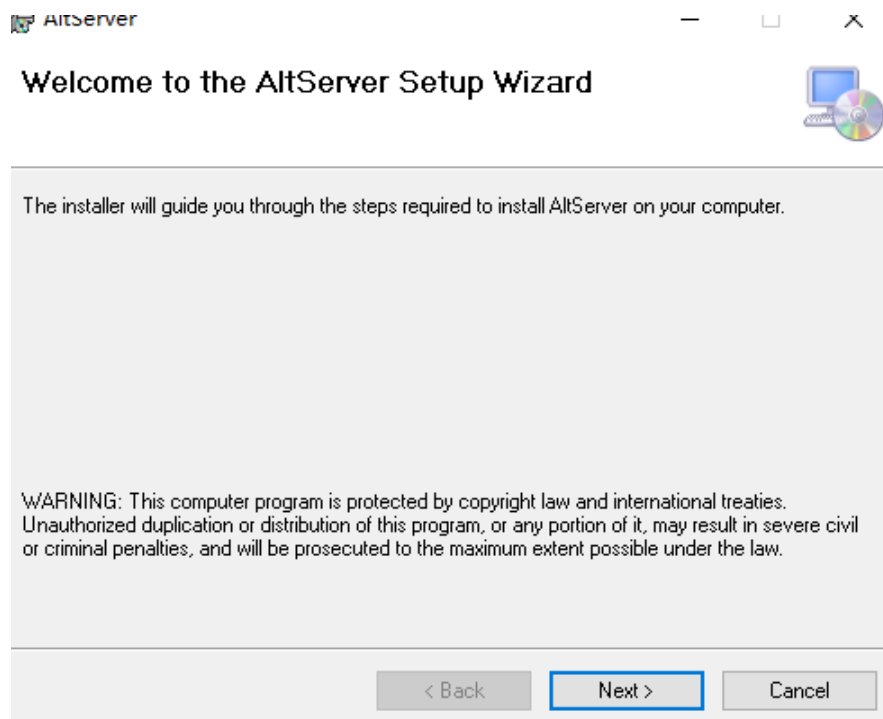 AltServer
Welcome to the AltServer Setup Wizard
The installer will guide you through the steps required to install AltServer on your computer.
WARNING: This computer program is protected by copyright law and international treaties.
Unauthorized duplication or distribution of this program, or any portion of it, may result in severe civil
or criminal penalties, and will be prosecuted to the maximum extent possible under the law.
< Back
Next >
Cancel